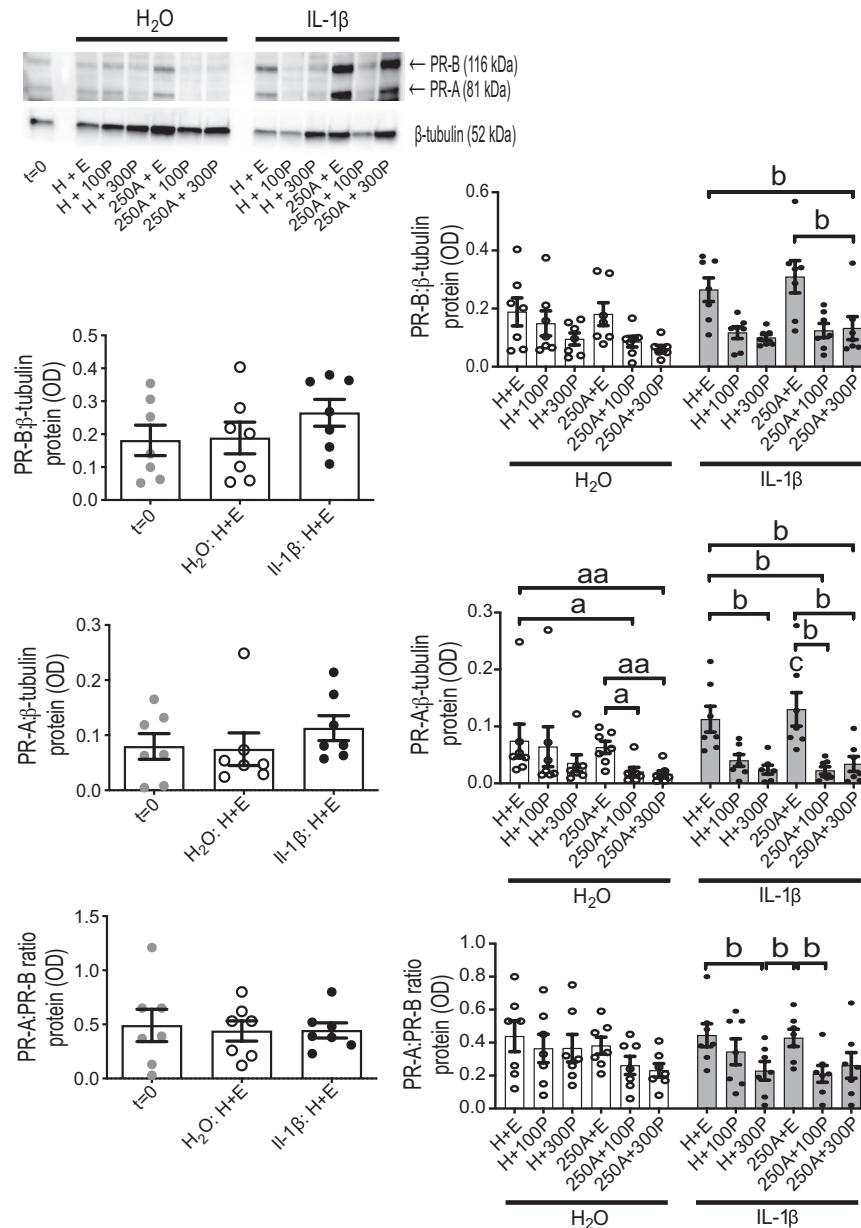 H2O IL-1β
← PR-B (116 kDa)
← PR-A (81 kDa)
β-tubulin (52 kDa)
t=0 H + E H + 100P H + 300P 250A + E 250A + 100P 250A + 300P H + E H + 100P H + 300P 250A + E 250A + 100P 250A + 300P
PR-B:β-tubulin
protein (OD)
0.5
0.4
0.3
0.2
0.1
0.0
t=0 H2O: H+E Il-1β: H+E
PR-B:β-tubulin
protein (OD)
0.6
0.4
0.2
0.0
b
b
H+E H+100P H+300P 250A+E 250A+100P 250A+300P H+E H+100P H+300P 250A+E 250A+100P 250A+300P
H2O IL-1β
PR-A:β-tubulin
protein (OD)
0.3
0.2
0.1
0.0
t=0 H2O: H+E Il-1β: H+E
PR-A:β-tubulin
protein (OD)
0.3
0.2
0.1
0.0
aa
a
aa
a
b
b
b b
b
c
H+E H+100P H+300P 250A+E 250A+100P 250A+300P H+E H+100P H+300P 250A+E 250A+100P 250A+300P
H2O IL-1β
PR-A:PR-B ratio
protein (OD)
1.5
1.0
0.5
0.0
t=0 H2O: H+E Il-1β: H+E
PR-A:PR-B ratio
protein (OD)
1.0
0.8
0.6
0.4
0.2
0.0
b b b
H+E H+100P H+300P 250A+E 250A+100P 250A+300P H+E H+100P H+300P 250A+E 250A+100P 250A+300P
H2O IL-1β